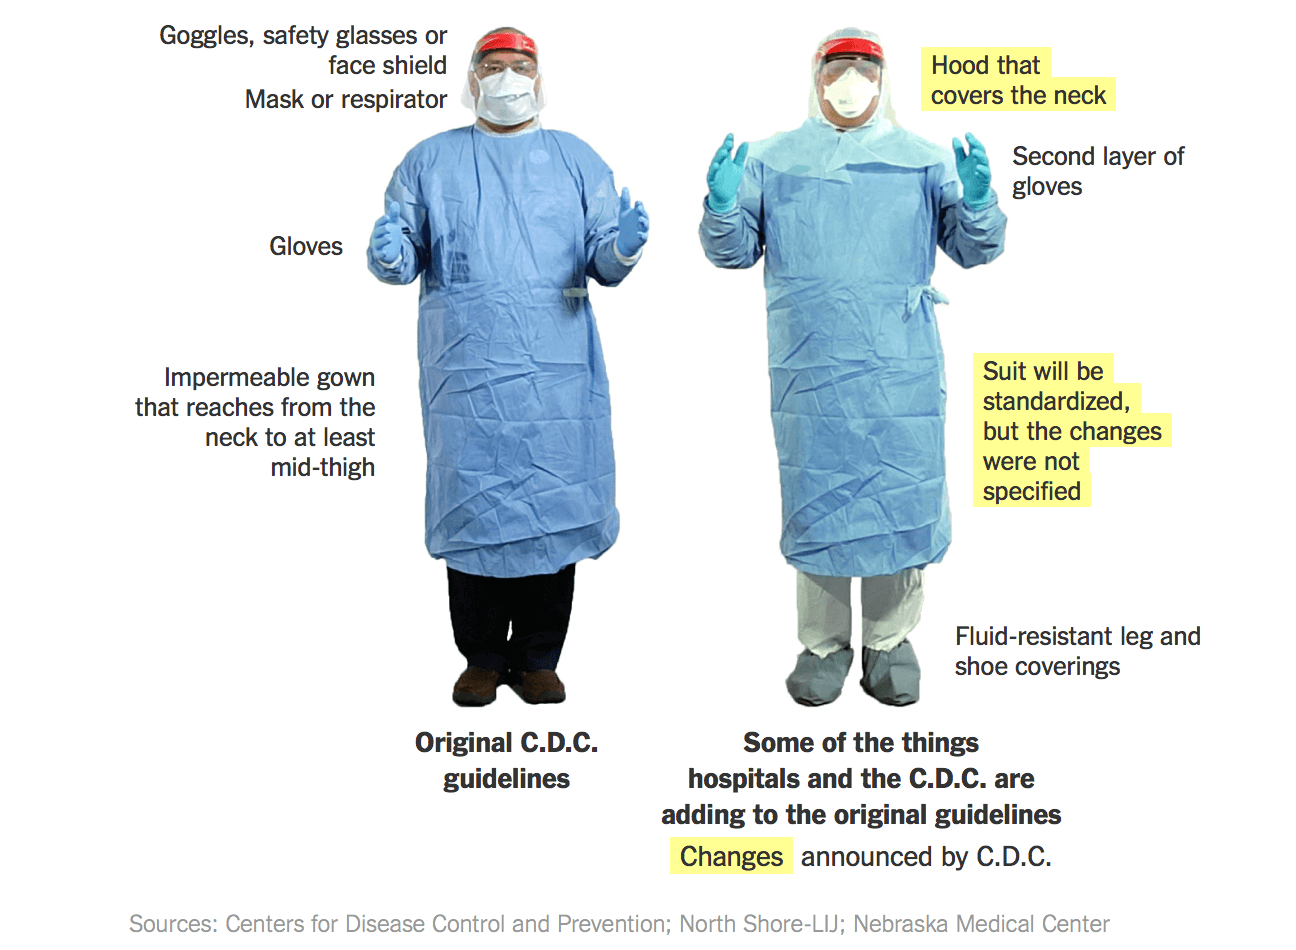 Goggles, safety glasses or
face shield
Mask or respirator
Gloves
Impermeable gown
that reaches from the
neck to at least
mid-thigh
Hood that
covers the neck
Second layer of
gloves
Suit will be
standardized,
but the changes
were not
specified
Fluid-resistant leg and
shoe coverings
Original C.D.C.
guidelines
Some of the things
hospitals and the C.D.C. are
adding to the original guidelines
Changes announced by C.D.C.
Sources: Centers for Disease Control and Prevention; North Shore-LIJ; Nebraska Medical Center